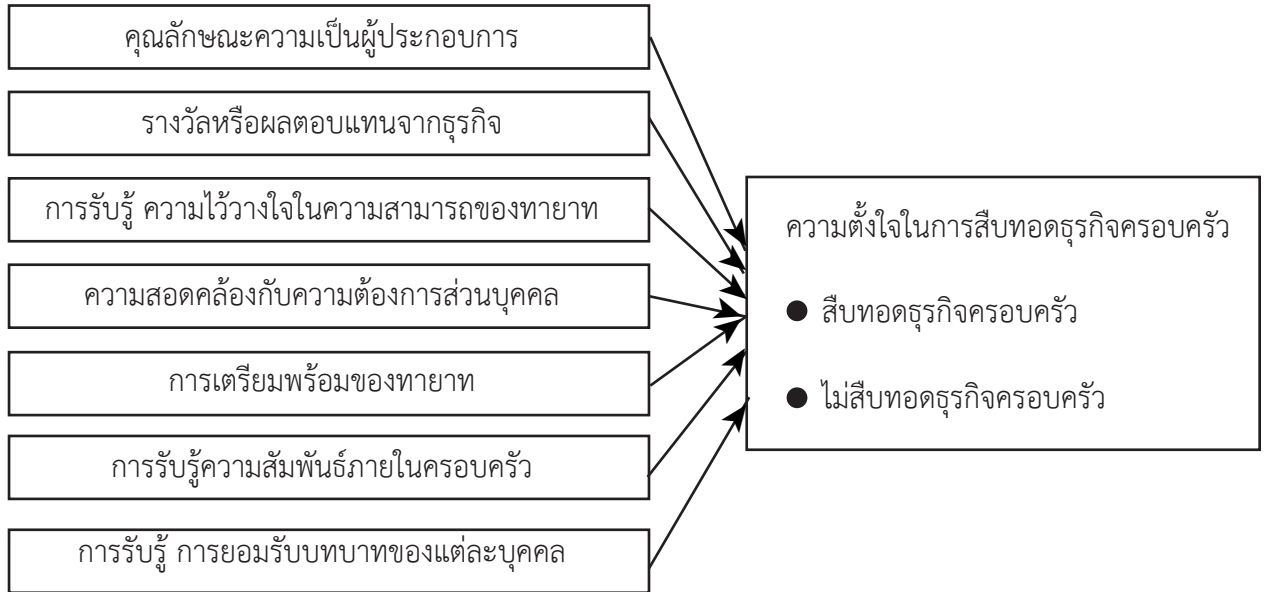 คุณลักษณะความเป็นผู้ประกอบการ
รางวัลหรือผลตอบแทนจากธุรกิจ
การรับรู้ ความไว้วางใจในความสามารถของทายาท
ความสอดคล้องกับความต้องการส่วนบุคคล
การเตรียมพร้อมของทายาท
การรับรู้ความสัมพันธ์ภายในครอบครัว
การรับรู้ การยอมรับบทบาทของแต่ละบุคคล
ความตั้งใจในการสืบทอดธุรกิจครอบครัว
● สืบทอดธุรกิจครอบครัว
● ไม่สืบทอดธุรกิจครอบครัว